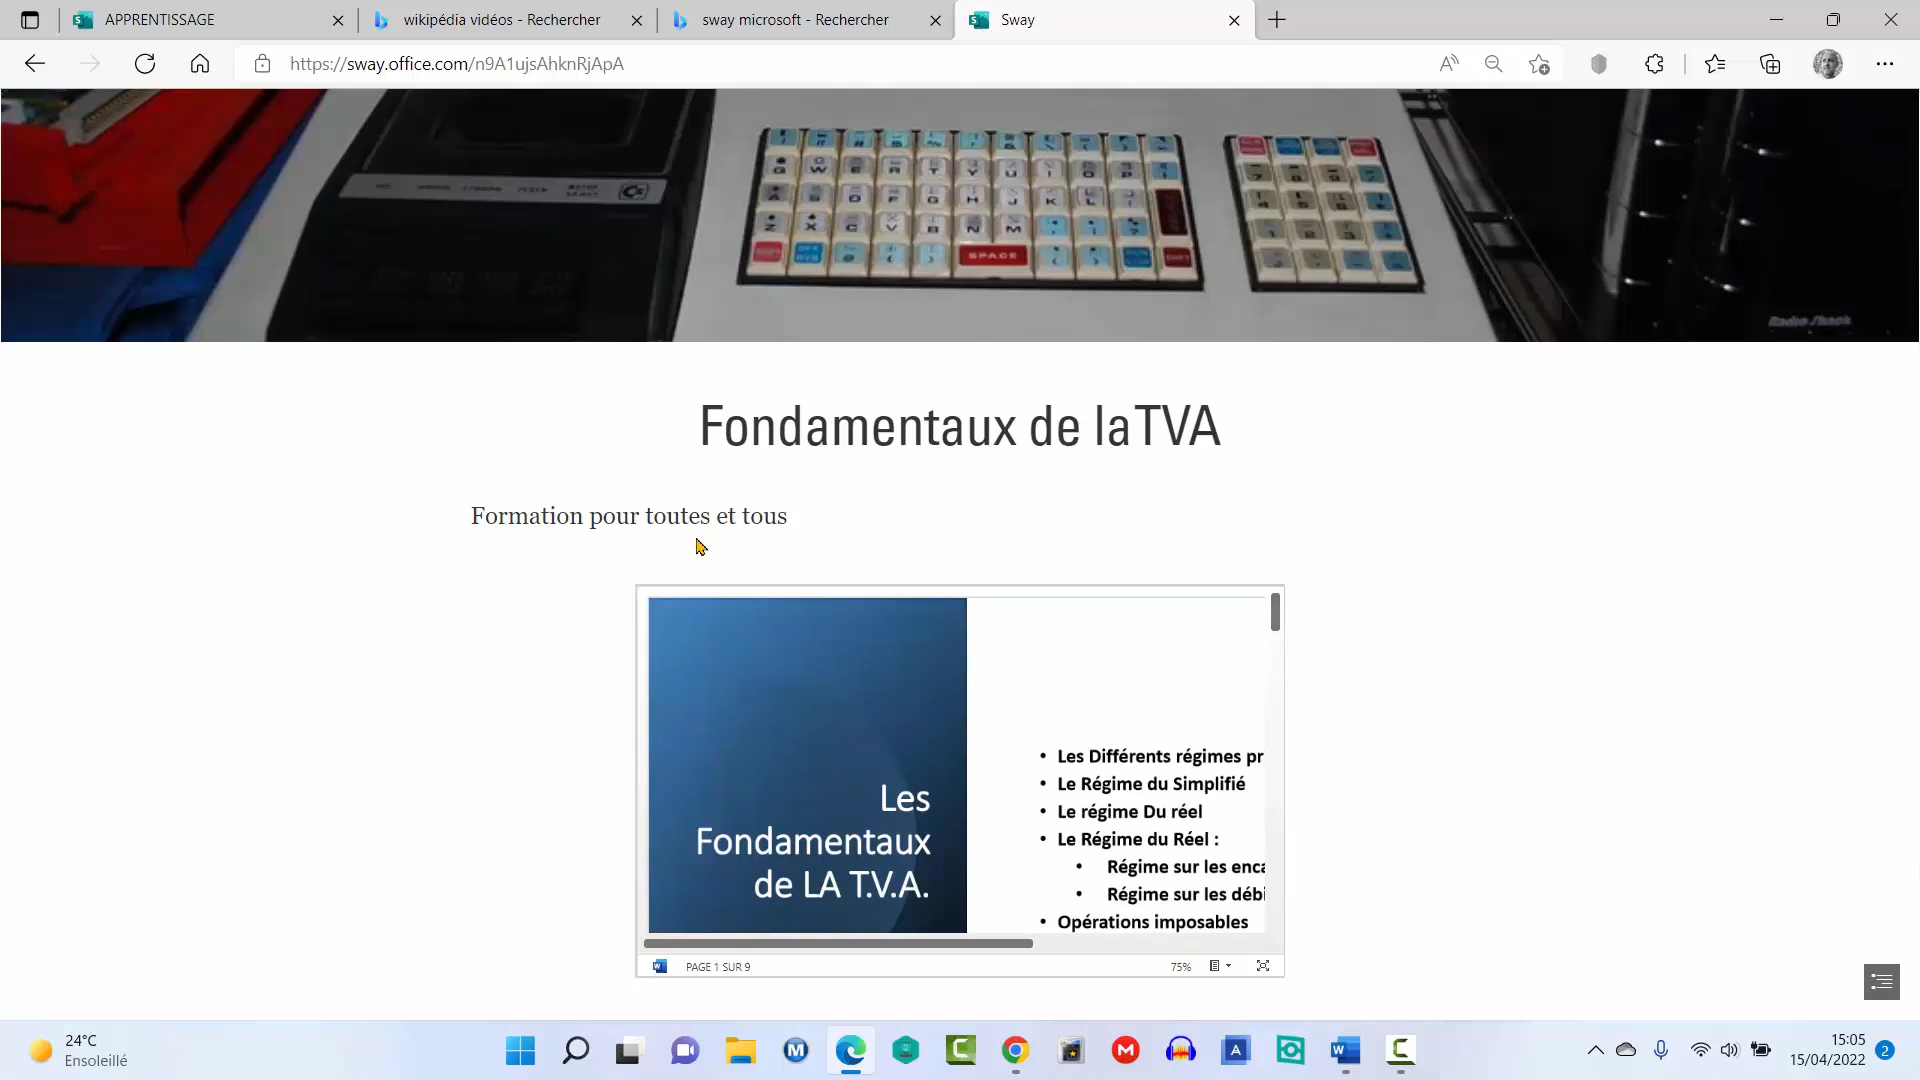 APPRENTISSAGE
wikipédia vidéos - Rechercher
sway microsoft - Rechercher
Sway
https://sway.office.com/n9A1ujsAhknRjApA
SPACE
Fondamentaux de laTVA
Formation pour toutes et tous
Les
Fondamentaux
de LA T.V.A.
• Les Différents régimes pr
• Le Régime du Simplifié
• Le régime Du réel
• Le Régime du Réel :
• Régime sur les enca
• Régime sur les débi
• Opérations imposables
PAGE 1 SUR 9
75%
24°C
Ensoleillé
15:05
15/04/2022
2